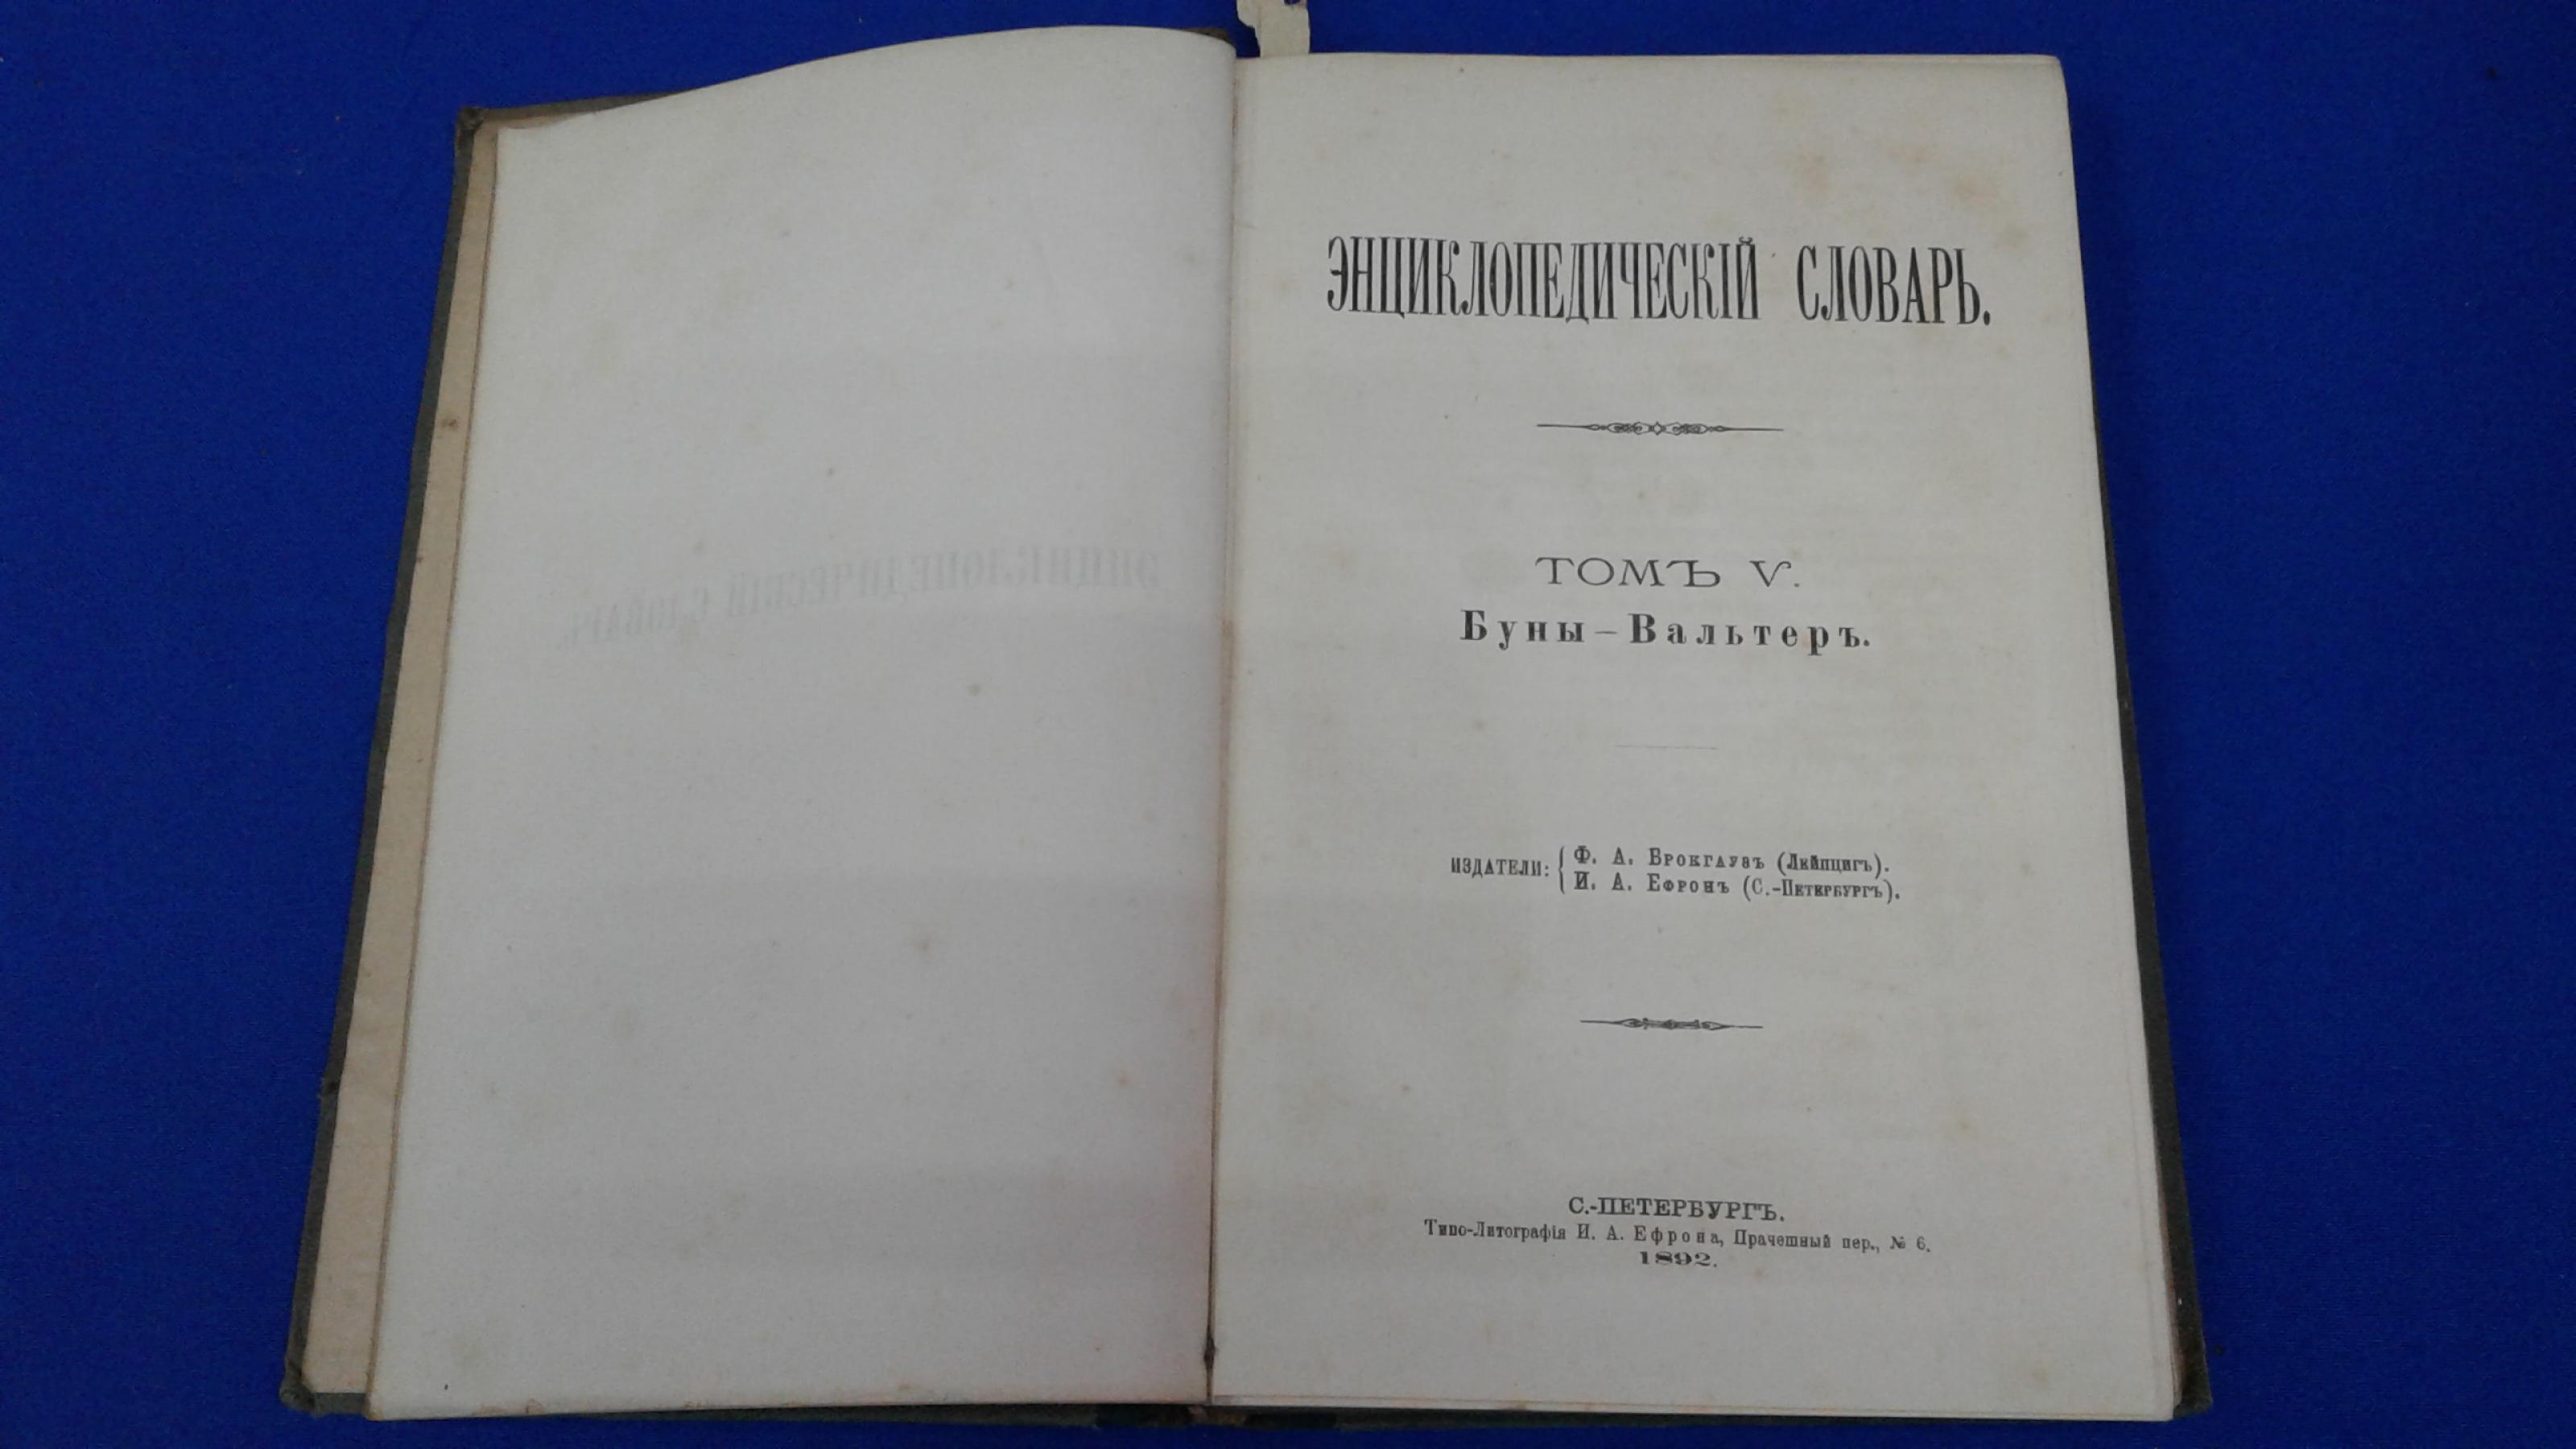 ЭНЦИКЛОПЕДИЧЕСКІЙ СЛОВАРЬ.
ТОМЪ V.
Буны – Вальтеръ.
ИЗДАТЕЛИ: { Ф. А. Брокгаузъ (Лейпцигъ).
И. А. Ефронъ (С.-Петербургъ).
С.-ПЕТЕРБУРГЪ.
Типо-Литографія И. А. Ефрона, Прачешный пер., № 6.
1892.